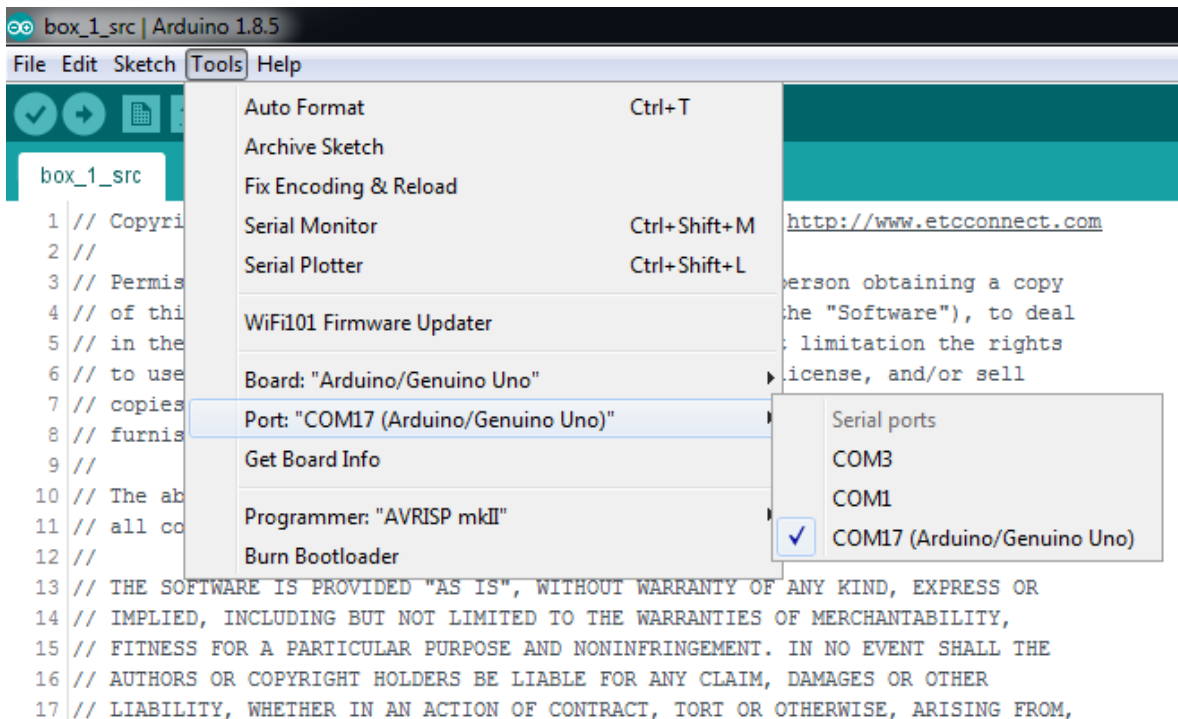 box_1_src | Arduino 1.8.5
File Edit Sketch Tools Help
Auto Format Ctrl+T
Archive Sketch
Fix Encoding & Reload
Serial Monitor Ctrl+Shift+M
Serial Plotter Ctrl+Shift+L
WiFi101 Firmware Updater
Board: "Arduino/Genuino Uno"
Port: "COM17 (Arduino/Genuino Uno)"
Get Board Info
Programmer: "AVRISP mkII"
Burn Bootloader
Serial ports
COM3
COM1
COM17 (Arduino/Genuino Uno)
box_1_src
1 // Copyri http://www.etcconnect.com
2 //
3 // Permis person obtaining a copy
4 // of thi the "Software"), to deal
5 // in the limitation the rights
6 // to use license, and/or sell
7 // copies
8 // furnis
9 //
10 // The ab
11 // all co
12 //
13 // THE SOFTWARE IS PROVIDED "AS IS", WITHOUT WARRANTY OF ANY KIND, EXPRESS OR
14 // IMPLIED, INCLUDING BUT NOT LIMITED TO THE WARRANTIES OF MERCHANTABILITY,
15 // FITNESS FOR A PARTICULAR PURPOSE AND NONINFRINGEMENT. IN NO EVENT SHALL THE
16 // AUTHORS OR COPYRIGHT HOLDERS BE LIABLE FOR ANY CLAIM, DAMAGES OR OTHER
17 // LIABILITY, WHETHER IN AN ACTION OF CONTRACT, TORT OR OTHERWISE, ARISING FROM,